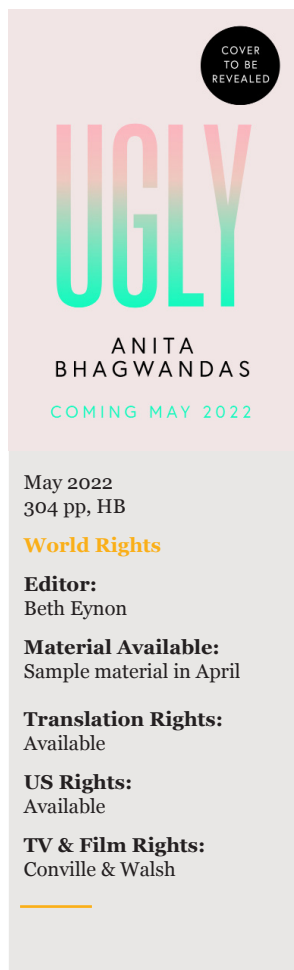 COVER
TO BE
REVEALED
UGLY
ANITA
BHAGWANDAS
COMING MAY 2022
May 2022
304 pp, HB
World Rights
Editor:
Beth Eynon
Material Available:
Sample material in April
Translation Rights:
Available
US Rights:
Available
TV & Film Rights:
Conville & Walsh